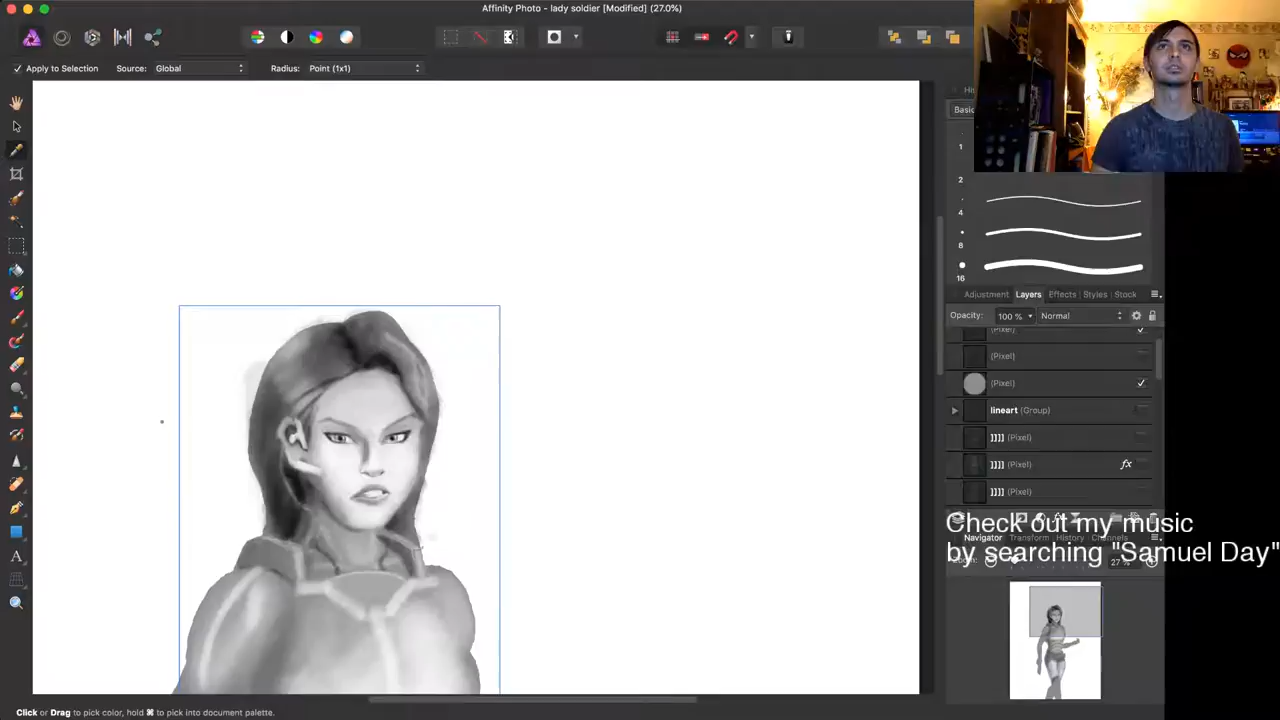 Affinity Photo - lady soldier [Modified] (27.0%)
Apply to Selection Source: Global Radius: Point (1x1)
Basic
1
2
4
8
16
Adjustment Layers Effects Styles Stock
Opacity: 100 % Normal
(Pixel)
(Pixel)
(Pixel)
lineart (Group)
]]]] (Pixel)
]]]] (Pixel) fx
]]]] (Pixel)
Check out my music
Navigator Transform History Channels
by searching "Samuel Day"
27 %
A
Click or Drag to pick color, hold ⌘ to pick into document palette.